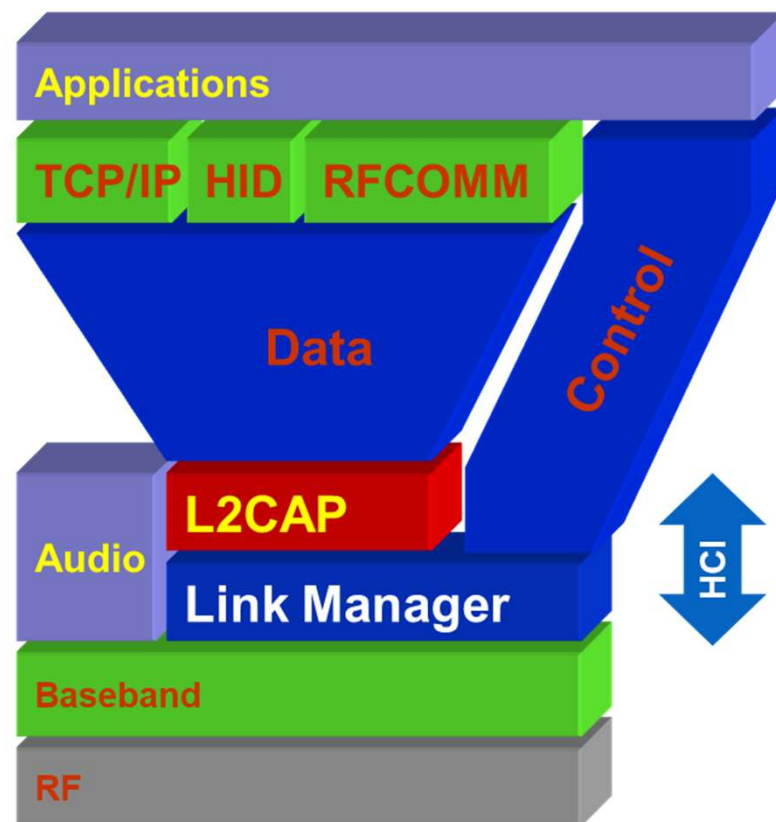 Applications
TCP/IP HID RFCOMM
Data
Control
L2CAP
Audio
Link Manager
HCI
Baseband
RF